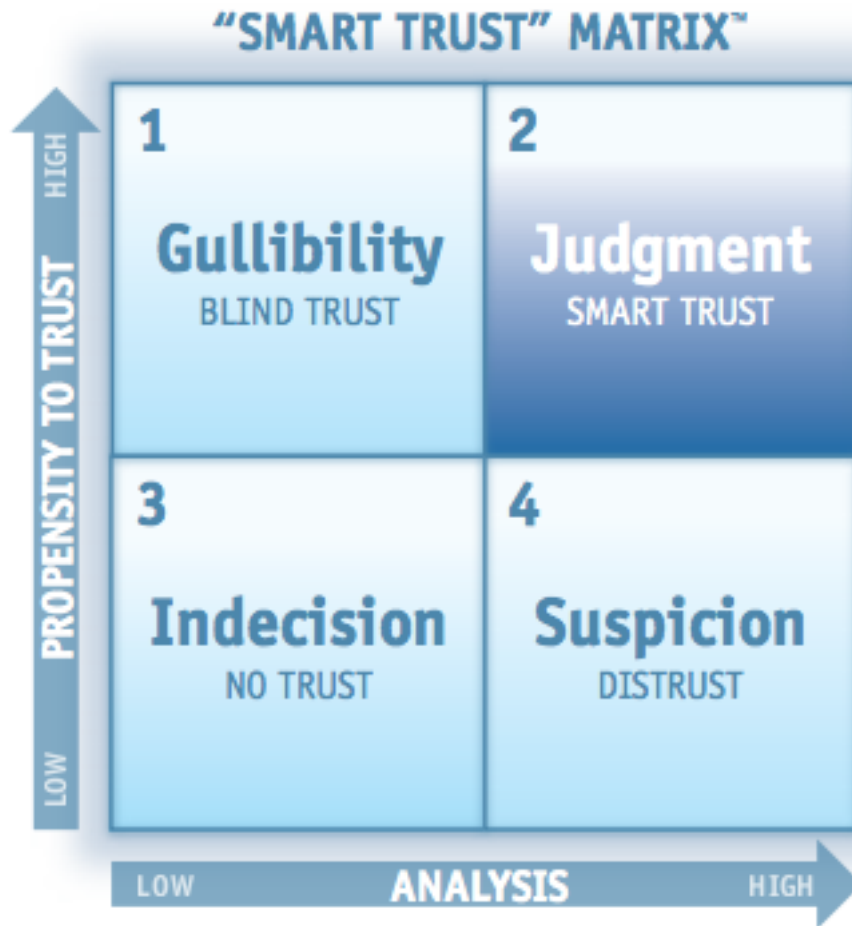 “SMART TRUST” MATRIX™
HIGH
PROPENSITY TO TRUST
LOW
1
Gullibility
BLIND TRUST
2
Judgment
SMART TRUST
3
Indecision
NO TRUST
4
Suspicion
DISTRUST
LOW
ANALYSIS
HIGH